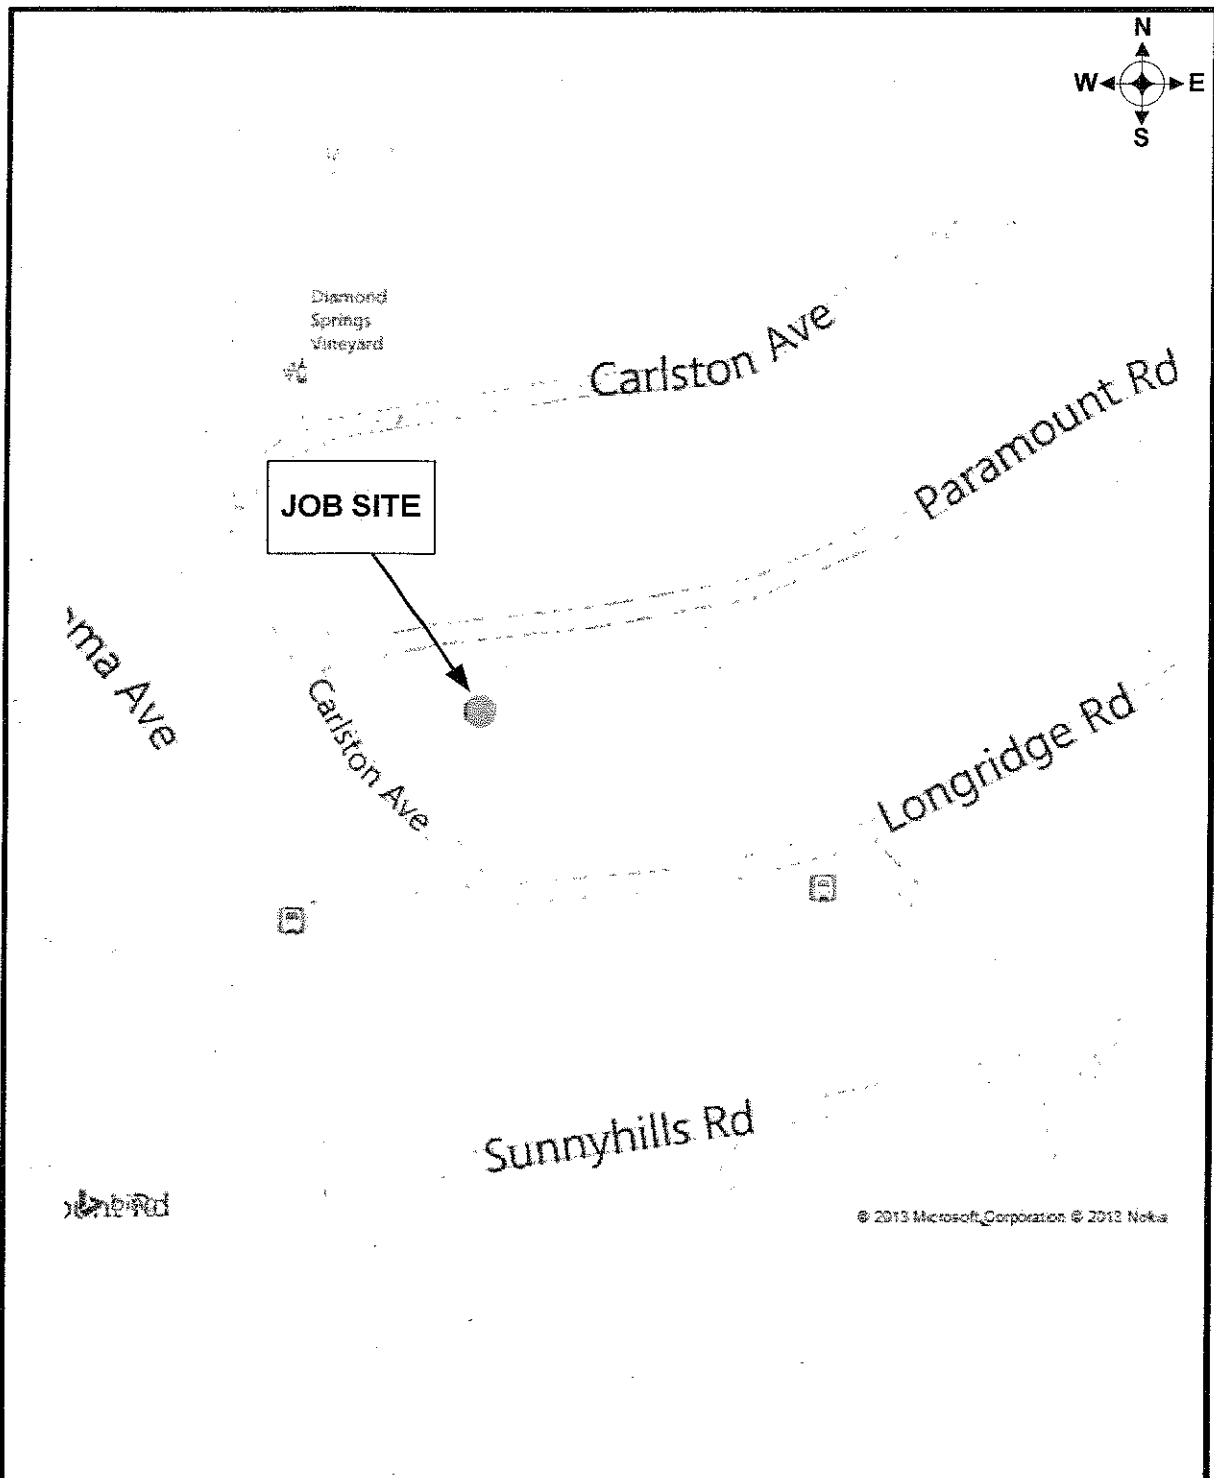 N
W E
S
Diamond
Springs
Vineyard
Carlston Ave
Paramount Rd
JOB SITE
ma Ave
Carlston Ave
Longridge Rd
Sunnyhills Rd
Rd
© 2013 Microsoft Corporation © 2012 Nokia